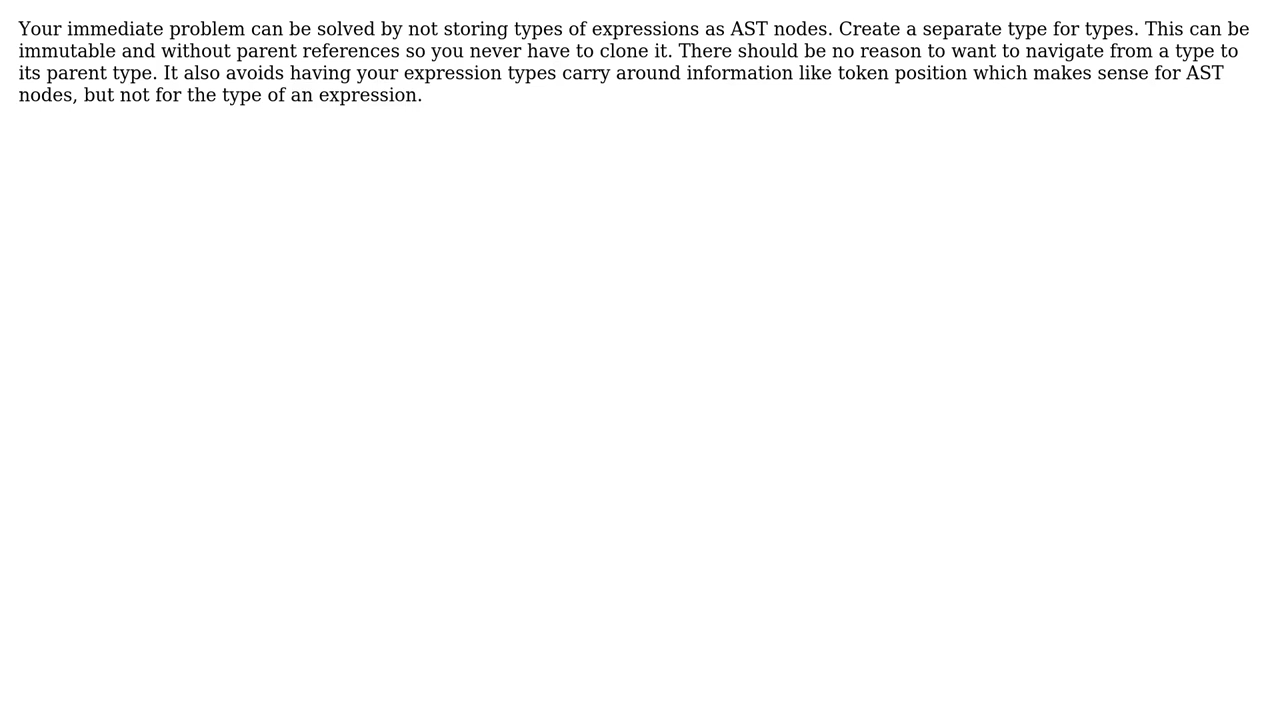 Your immediate problem can be solved by not storing types of expressions as AST nodes. Create a separate type for types. This can be
immutable and without parent references so you never have to clone it. There should be no reason to want to navigate from a type to
its parent type. It also avoids having your expression types carry around information like token position which makes sense for AST
nodes, but not for the type of an expression.